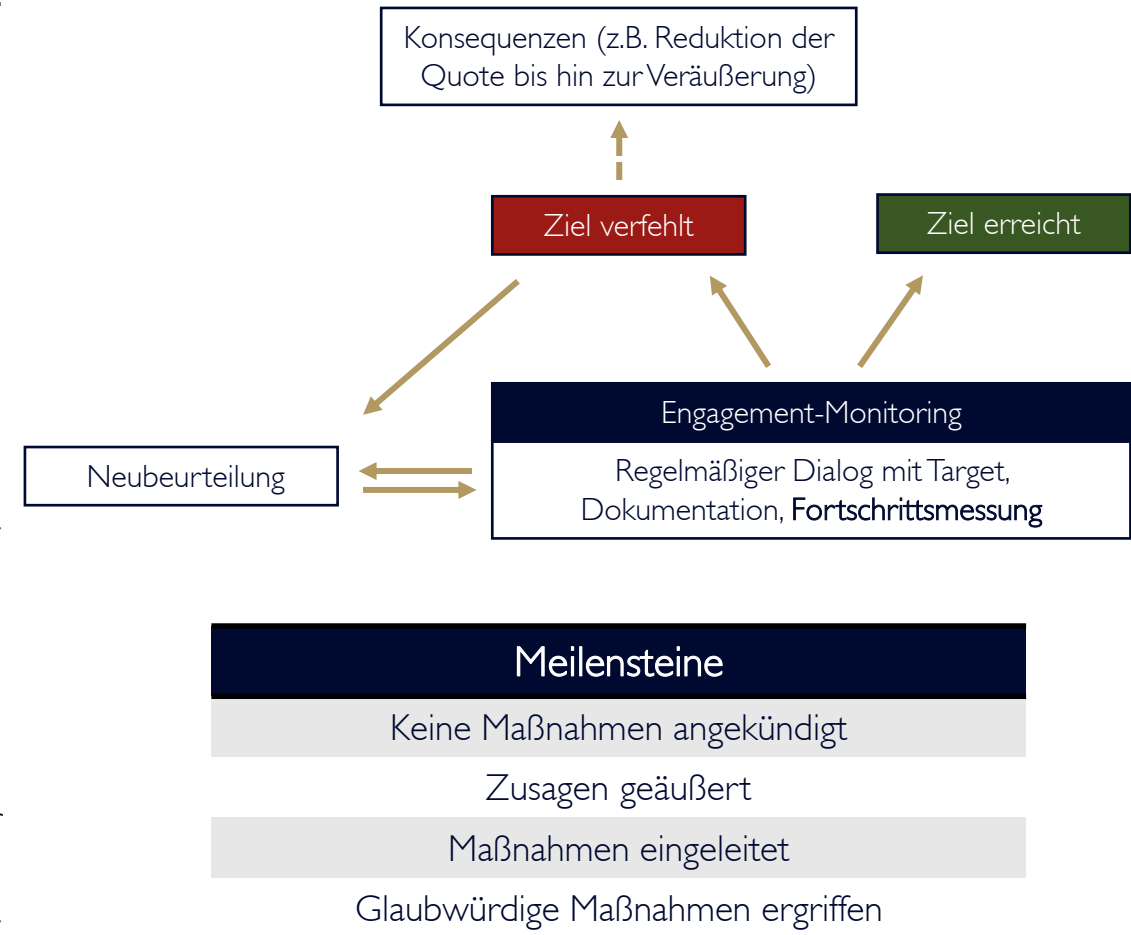 Konsequenzen (z.B. Reduktion der
Quote bis hin zur Veräußerung)
Ziel verfehlt
Ziel erreicht
Engagement-Monitoring
Neubeurteilung
Regelmäßiger Dialog mit Target,
Dokumentation, Fortschrittsmessung
Meilensteine
Keine Maßnahmen angekündigt
Zusagen geäußert
Maßnahmen eingeleitet
Glaubwürdige Maßnahmen ergriffen